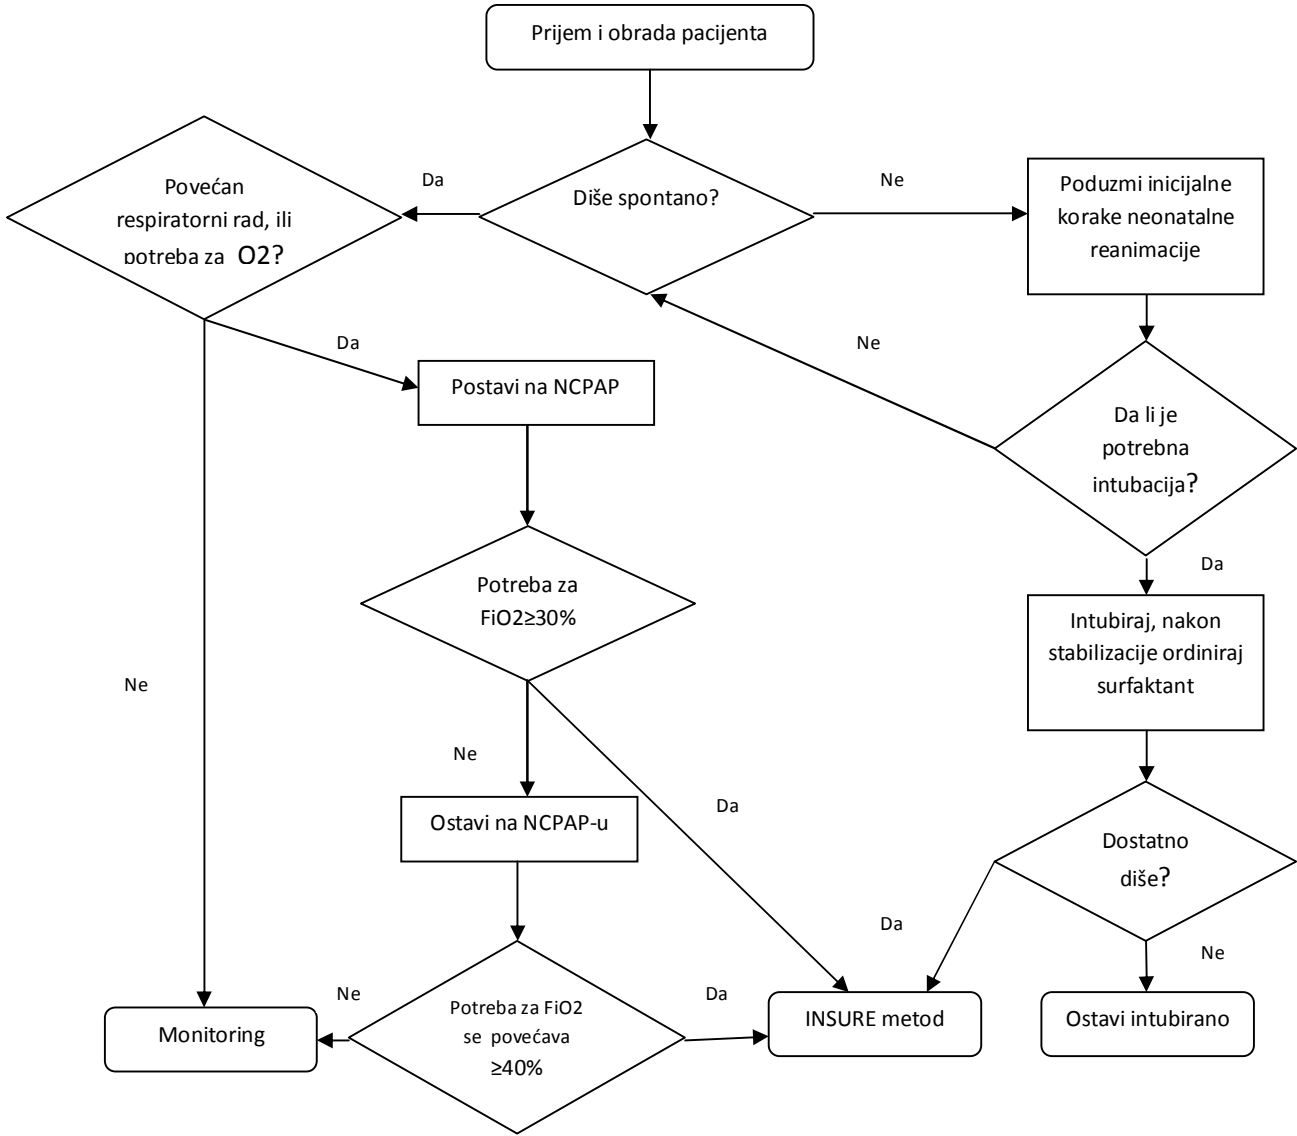 Prijem i obrada pacijenta
Diše spontano?
Da
Ne
Povećan
respiratorni rad, ili
potreba za O2?
Poduzmi inicijalne
korake neonatalne
reanimacije
Da
Ne
Postavi na NCPAP
Da li je
potrebna
intubacija?
Da
Potreba za
FiO2≥30%
Intubiraj, nakon
stabilizacije ordiniraj
surfaktant
Ne
Ne
Da
Ostavi na NCPAP-u
Dostatno
diše?
Da
Ne
Ne
Da
Potreba za FiO2
se povećava
≥40%
Monitoring
INSURE metod
Ostavi intubirano